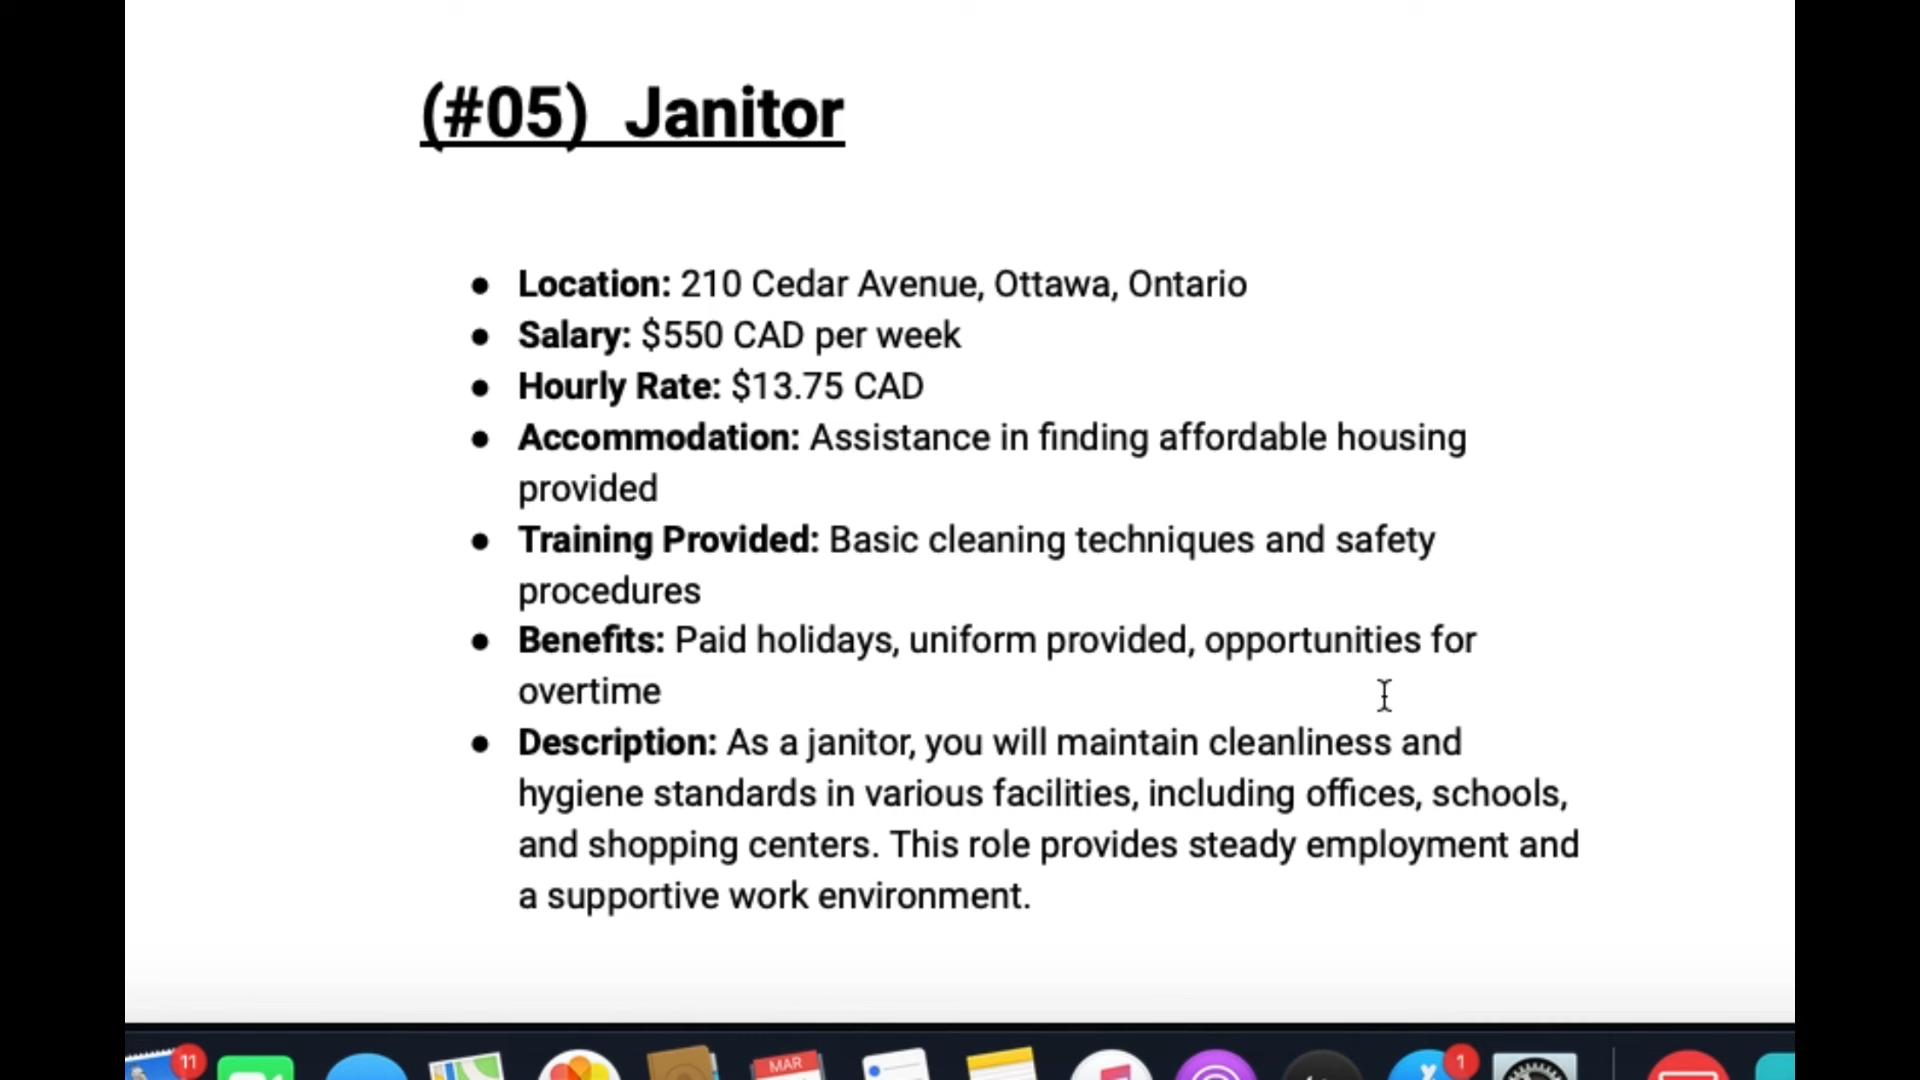 (#05) Janitor
● Location: 210 Cedar Avenue, Ottawa, Ontario
● Salary: $550 CAD per week
● Hourly Rate: $13.75 CAD
● Accommodation: Assistance in finding affordable housing
provided
● Training Provided: Basic cleaning techniques and safety
procedures
● Benefits: Paid holidays, uniform provided, opportunities for
overtime
● Description: As a janitor, you will maintain cleanliness and
hygiene standards in various facilities, including offices, schools,
and shopping centers. This role provides steady employment and
a supportive work environment.
11
MAR
1